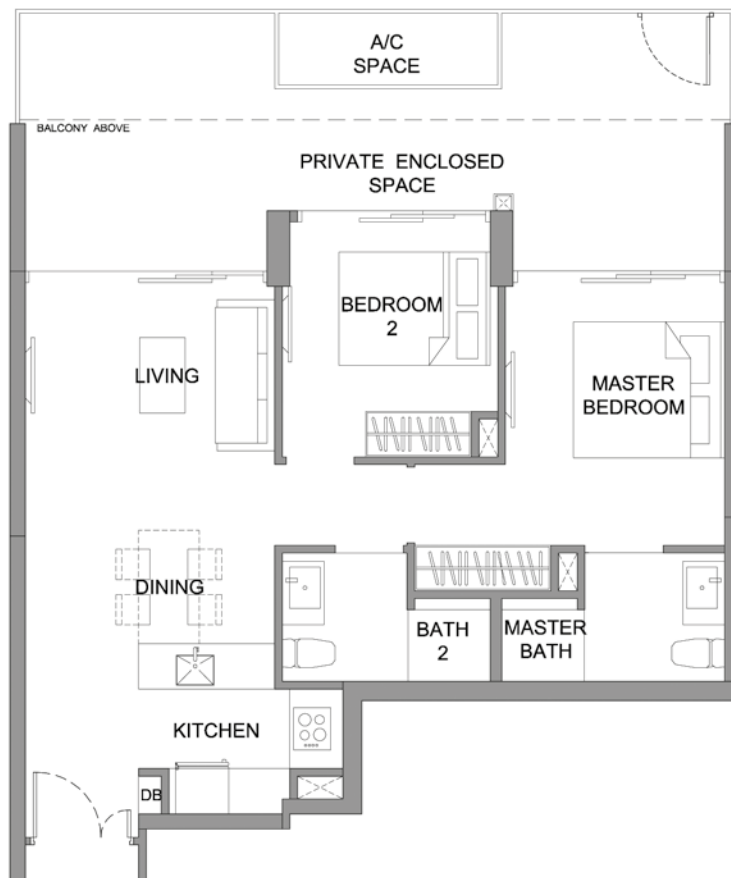 A/C
SPACE
BALCONY ABOVE
PRIVATE ENCLOSED
SPACE
BEDROOM
2
LIVING
MASTER
BEDROOM
DINING
BATH
2
MASTER
BATH
KITCHEN
DB